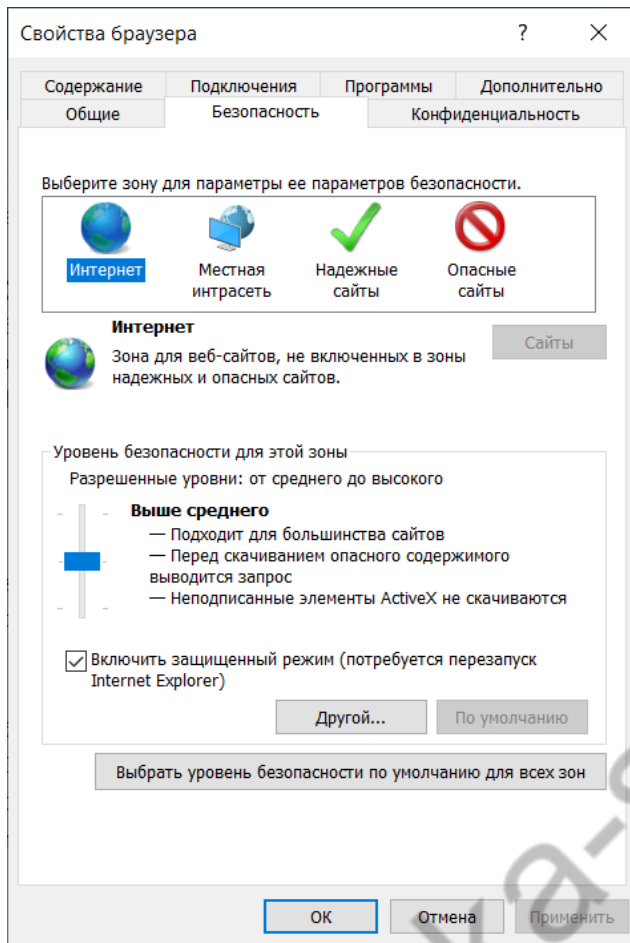 Свойства браузера
?
Содержание Подключения Программы Дополнительно
Общие Безопасность Конфиденциальность
Выберите зону для параметры ее параметров безопасности.
Интернет
Местная
интрасеть
Надежные
сайты
Опасные
сайты
Интернет
Зона для веб-сайтов, не включенных в зоны
надежных и опасных сайтов.
Сайты
Уровень безопасности для этой зоны
Разрешенные уровни: от среднего до высокого
Выше среднего
— Подходит для большинства сайтов
— Перед скачиванием опасного содержимого
выводится запрос
— Неподписанные элементы ActiveX не скачиваются
Включить защищенный режим (потребуется перезапуск
Internet Explorer)
Другой... По умолчанию
Выбрать уровень безопасности по умолчанию для всех зон
ОК Отмена Применить